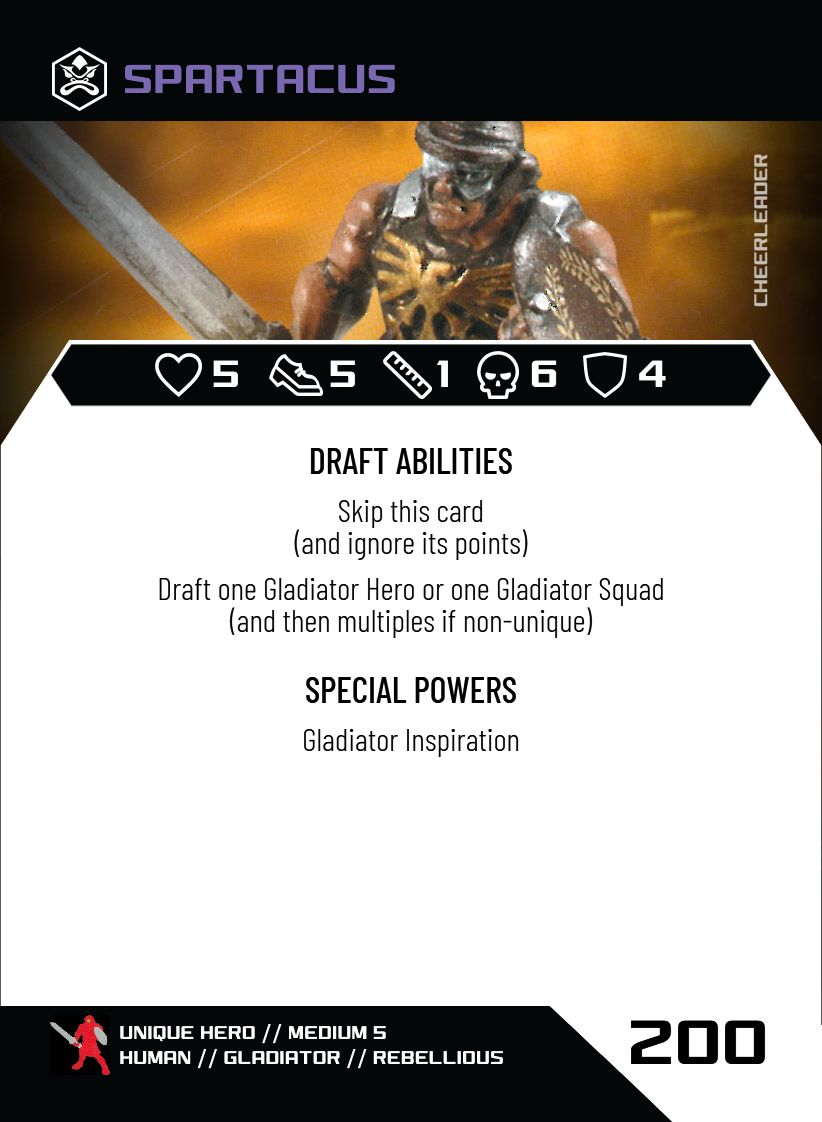 SPARTACUS
CHEERLEADER
5 5 1 6 4
DRAFT ABILITIES
Skip this card
(and ignore its points)
Draft one Gladiator Hero or one Gladiator Squad
(and then multiples if non-unique)
SPECIAL POWERS
Gladiator Inspiration
UNIQUE HERO // MEDIUM 5
HUMAN // GLADIATOR // REBELLIOUS
200